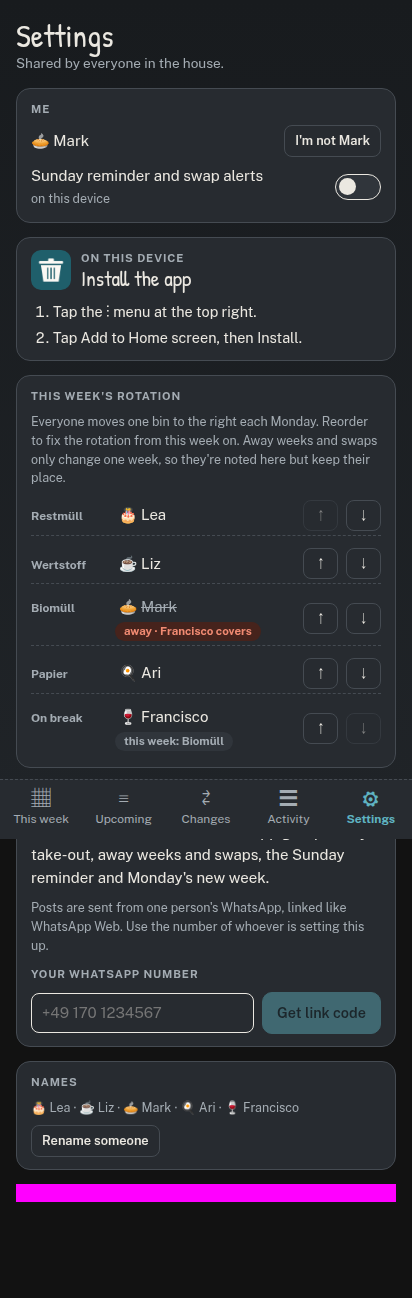 Settings
Shared by everyone in the house.
ME
🥧 Mark
I'm not Mark
Sunday reminder and swap alerts
on this device
ON THIS DEVICE
Install the app
1. Tap the ⋮ menu at the top right.
2. Tap Add to Home screen, then Install.
THIS WEEK'S ROTATION
Everyone moves one bin to the right each Monday. Reorder
to fix the rotation from this week on. Away weeks and swaps
only change one week, so they're noted here but keep their
place.
Restmüll 🎂 Lea ↑ ↓
Wertstoff ☕ Liz ↑ ↓
Biomüll 🥧 Mark ↑ ↓
away · Francisco covers
Papier 🍳 Ari ↑ ↓
On break 🍷 Francisco ↑ ↓
this week: Biomüll
This week Upcoming Changes Activity Settings
take-out, away weeks and swaps, the Sunday
reminder and Monday's new week.
Posts are sent from one person's WhatsApp, linked like
WhatsApp Web. Use the number of whoever is setting this
up.
YOUR WHATSAPP NUMBER
+49 170 1234567
Get link code
NAMES
🎂 Lea · ☕ Liz · 🥧 Mark · 🍳 Ari · 🍷 Francisco
Rename someone